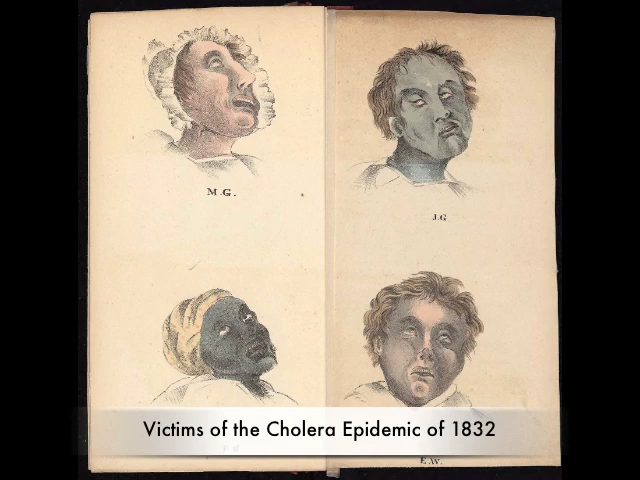 M.G.
J.G
Victims of the Cholera Epidemic of 1832
E.W.